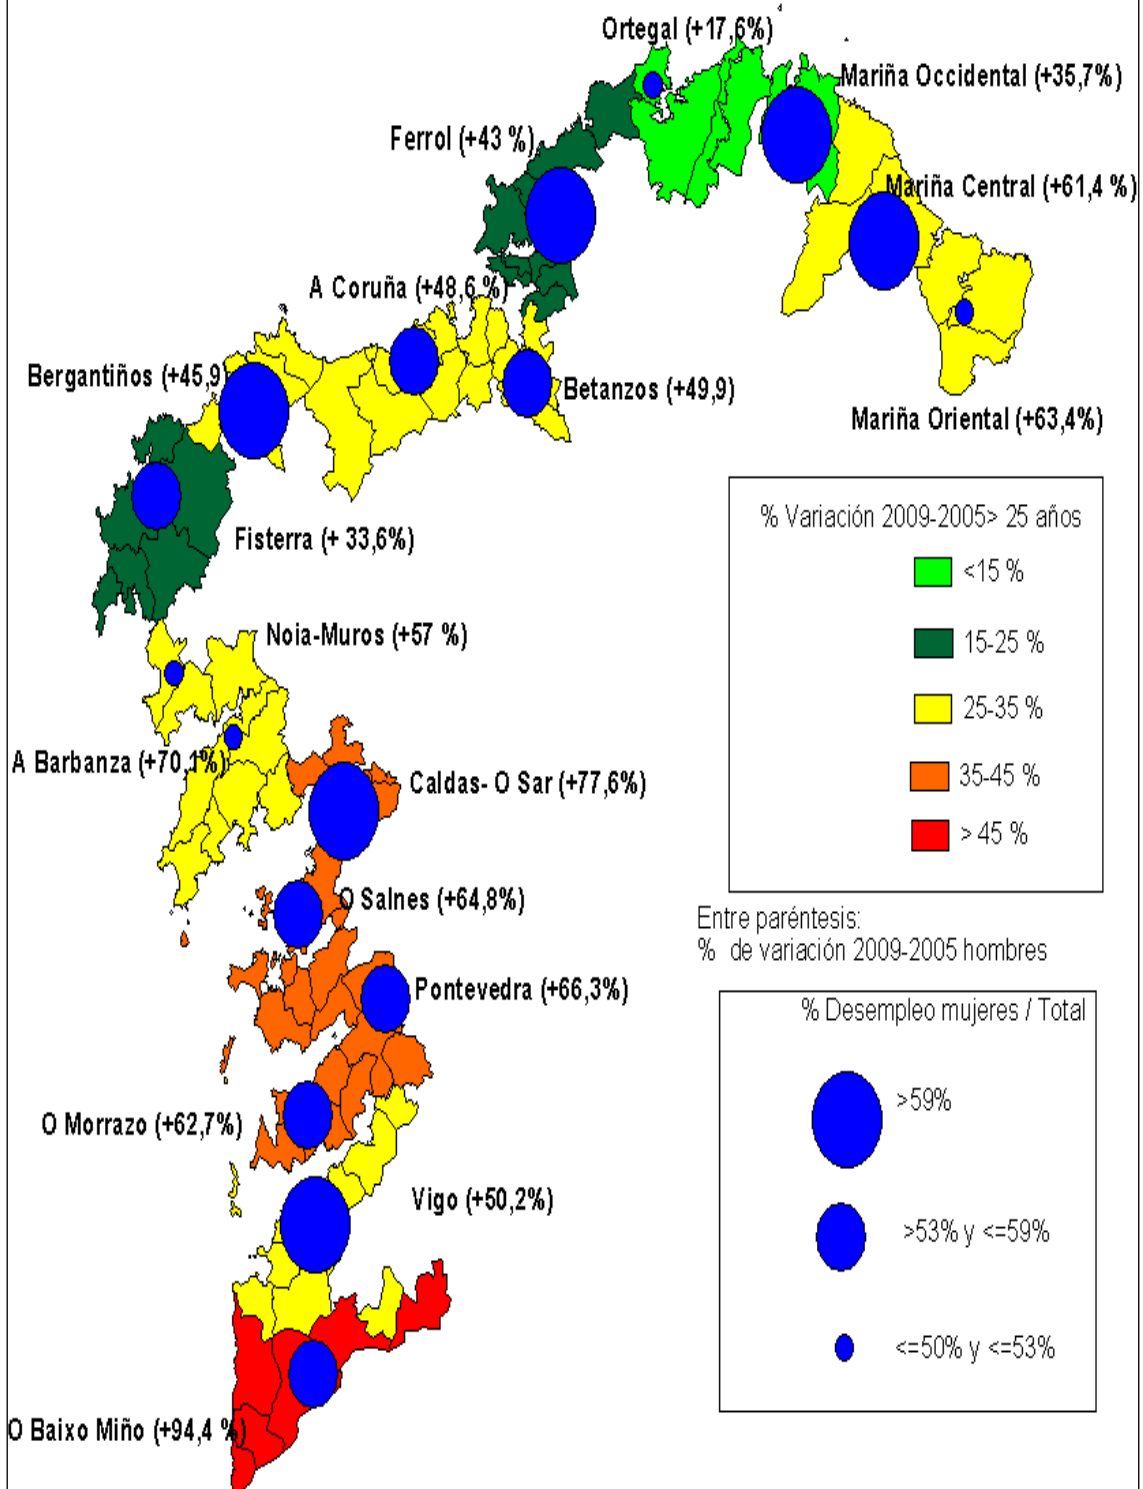 Ortegal (+17,6%)
Mariña Occidental (+35,7%)
Ferrol (+43 %)
Mariña Central (+61,4 %)
A Coruña (+48,6 %)
Bergantiños (+45,9)
Betanzos (+49,9)
Mariña Oriental (+63,4%)
% Variación 2009-2005> 25 años
Fisterra (+ 33,6%)
<15 %
Noia-Muros (+57 %)
15-25 %
25-35 %
A Barbanza (+70,1%)
Caldas- O Sar (+77,6%)
35-45 %
> 45 %
O Salnes (+64,8%)
Entre paréntesis:
% de variación 2009-2005 hombres
Pontevedra (+66,3%)
% Desempleo mujeres / Total
>59%
O Morrazo (+62,7%)
Vigo (+50,2%)
>53% y <=59%
<=50% y <=53%
O Baixo Miño (+94,4 %)